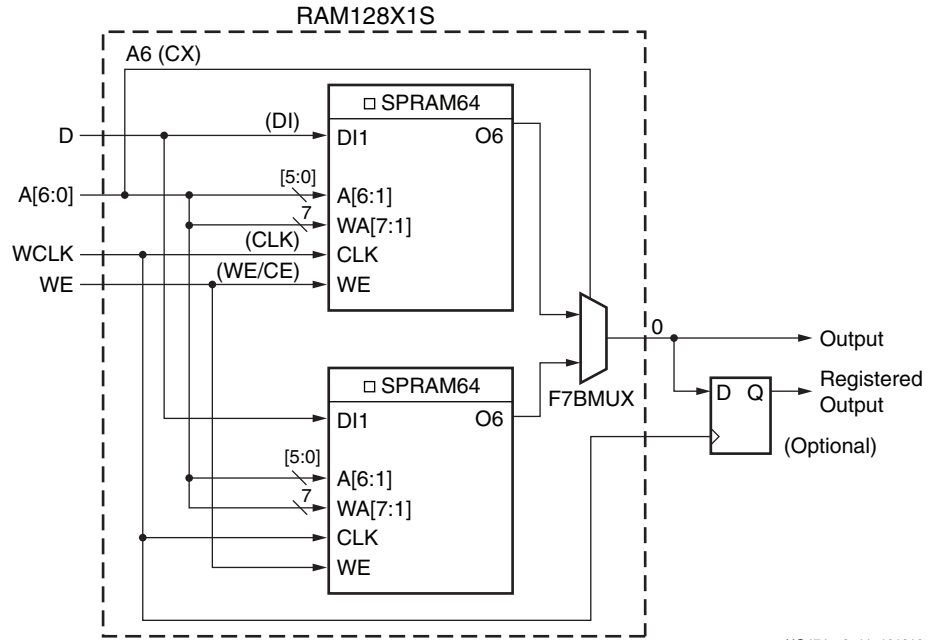 RAM128X1S
A6 (CX)
□ SPRAM64
D
(DI)
DI1
O6
A[6:0]
[5:0]
A[6:1]
7
WA[7:1]
WCLK
(CLK)
CLK
WE
(WE/CE)
WE
0
Output
□ SPRAM64
F7BMUX
D Q
Registered
Output
(Optional)
DI1
O6
[5:0]
A[6:1]
7
WA[7:1]
CLK
WE